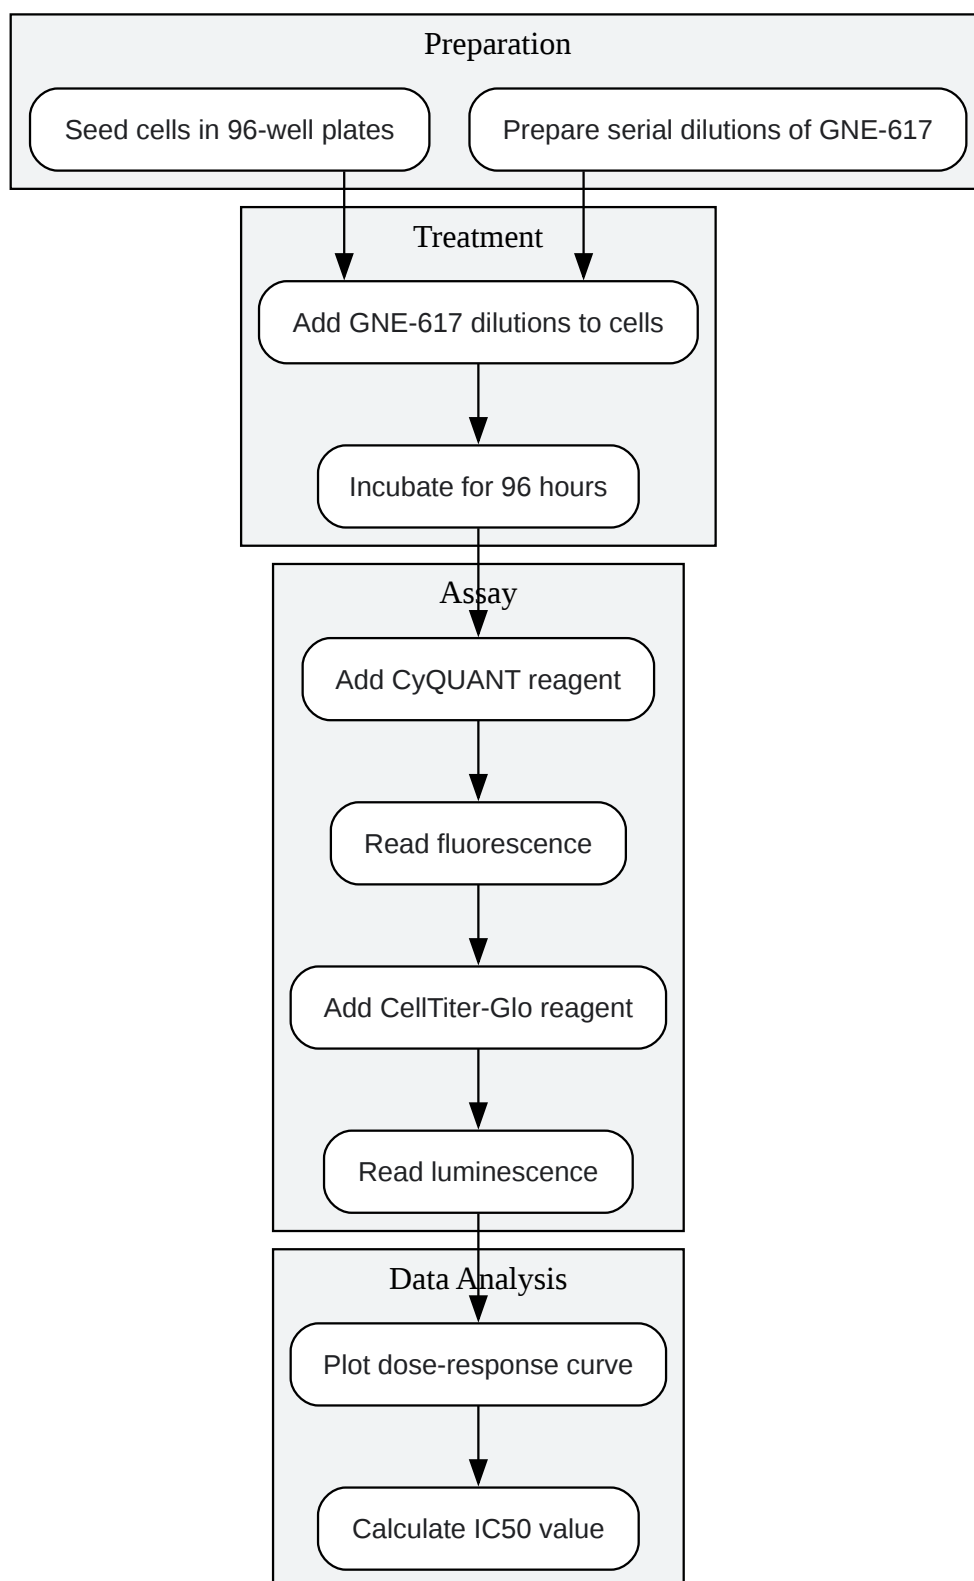 Preparation
Seed cells in 96-well plates
Prepare serial dilutions of GNE-617
Treatment
Add GNE-617 dilutions to cells
Incubate for 96 hours
Assay
Add CyQUANT reagent
Read fluorescence
Add CellTiter-Glo reagent
Read luminescence
Data Analysis
Plot dose-response curve
Calculate IC50 value